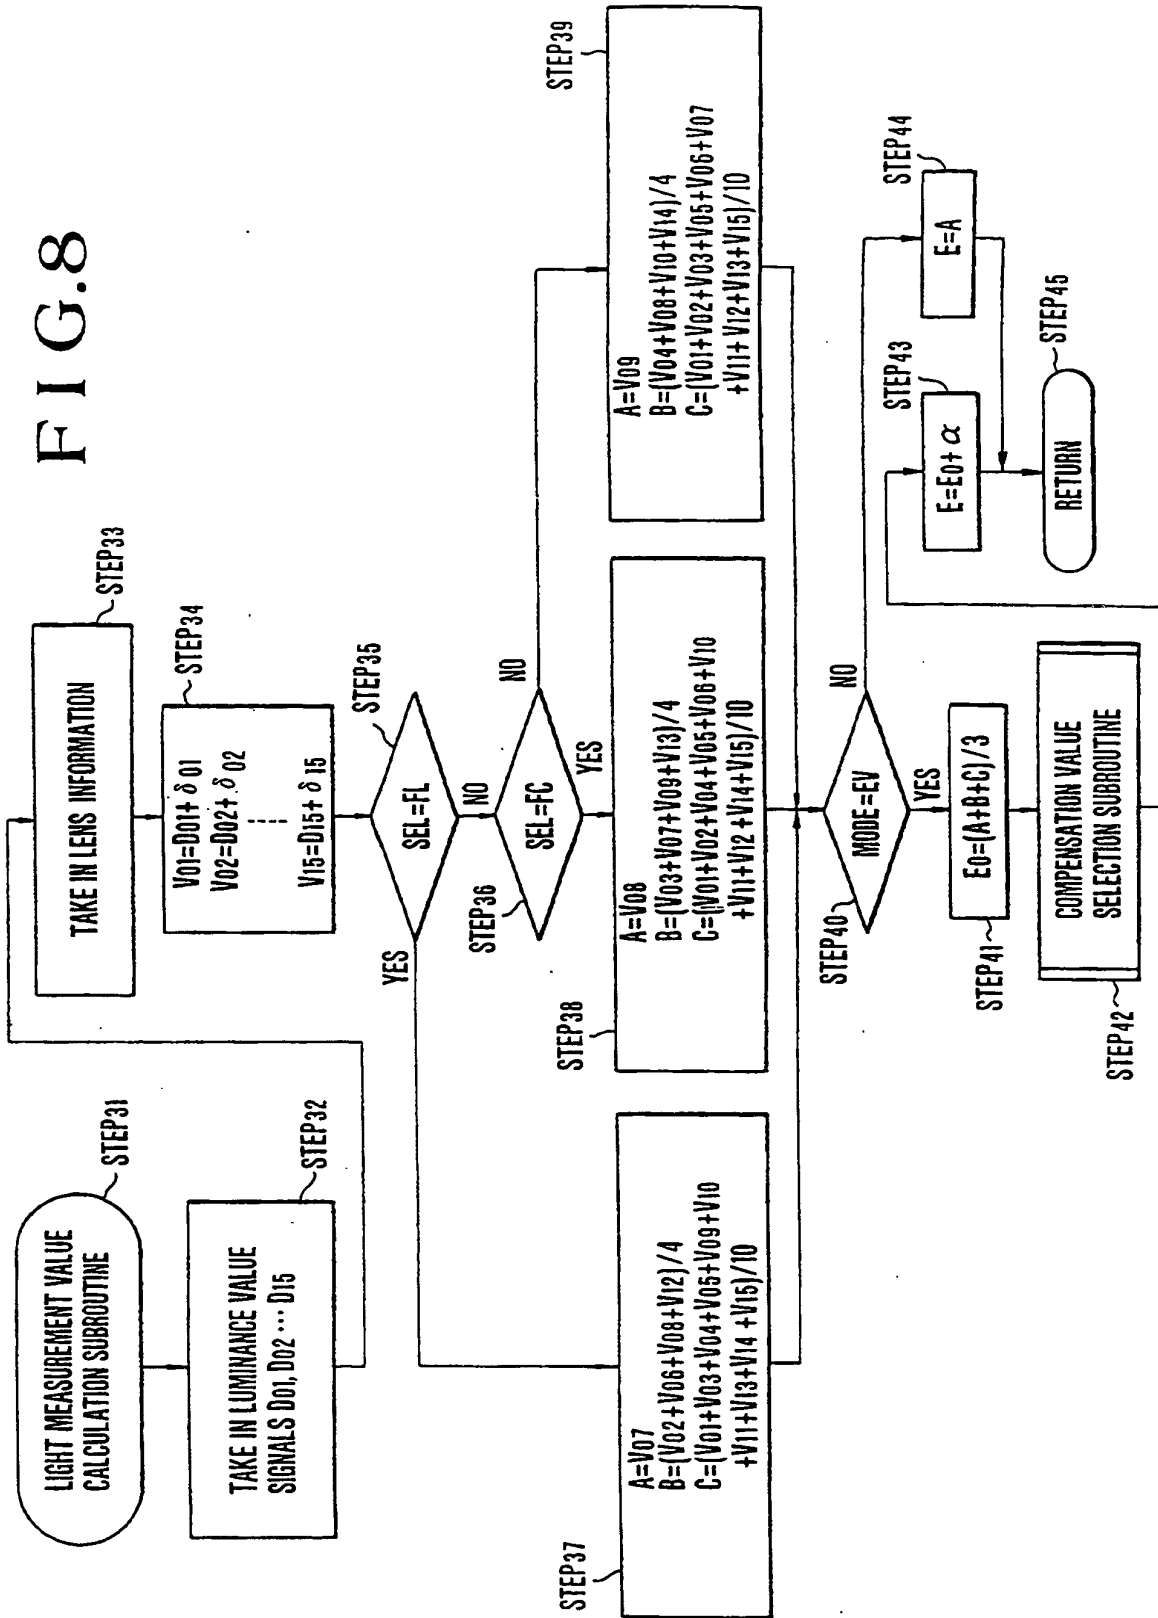 FIG.8
LIGHT MEASUREMENT VALUE
CALCULATION SUBROUTINE
STEP31
TAKE IN LUMINANCE VALUE
SIGNALS D01, D02 ··· D15
STEP32
TAKE IN LENS INFORMATION
STEP33
V01=D01+δ01
V02=D02+δ02
-----
V15=D15+δ15
STEP34
SEL=FL
STEP35
YES
NO
SEL=FC
STEP36
NO
YES
A=V07
B=(V02+V06+V08+V12)/4
C=(V01+V03+V04+V05+V09+V10
+V11+V13+V14+V15)/10
STEP37
A=V08
B=(V03+V07+V09+V13)/4
C=(V01+V02+V04+V05+V06+V10
+V11+V12+V14+V15)/10
STEP38
A=V09
B=(V04+V08+V10+V14)/4
C=(V01+V02+V03+V05+V06+V07
+V11+V12+V13+V15)/10
STEP39
MODE=EV
STEP40
NO
YES
E0=(A+B+C)/3
STEP41
COMPENSATION VALUE
SELECTION SUBROUTINE
STEP42
E=E0+α
STEP43
E=A
STEP44
RETURN
STEP45